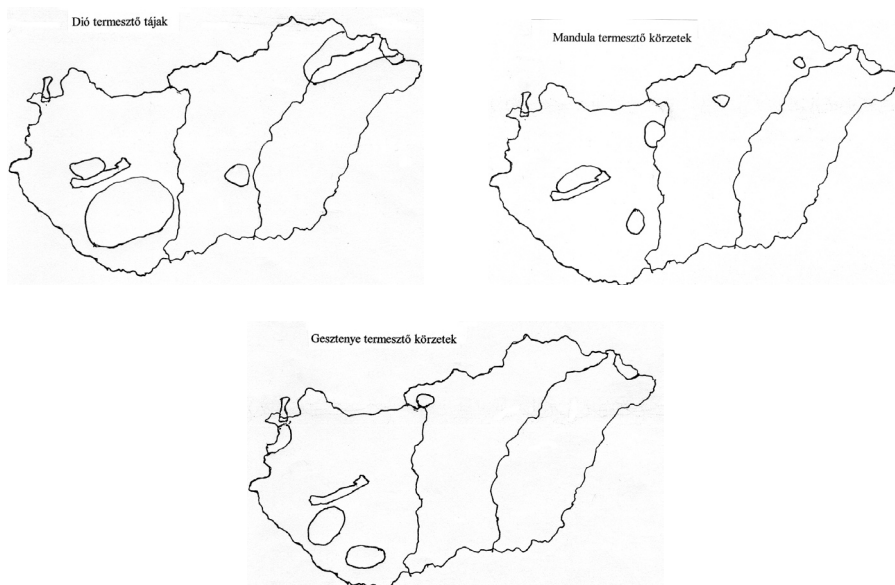 Dió termesztő tájak
Mandula termesztő körzetek
Gesztenye termesztő körzetek